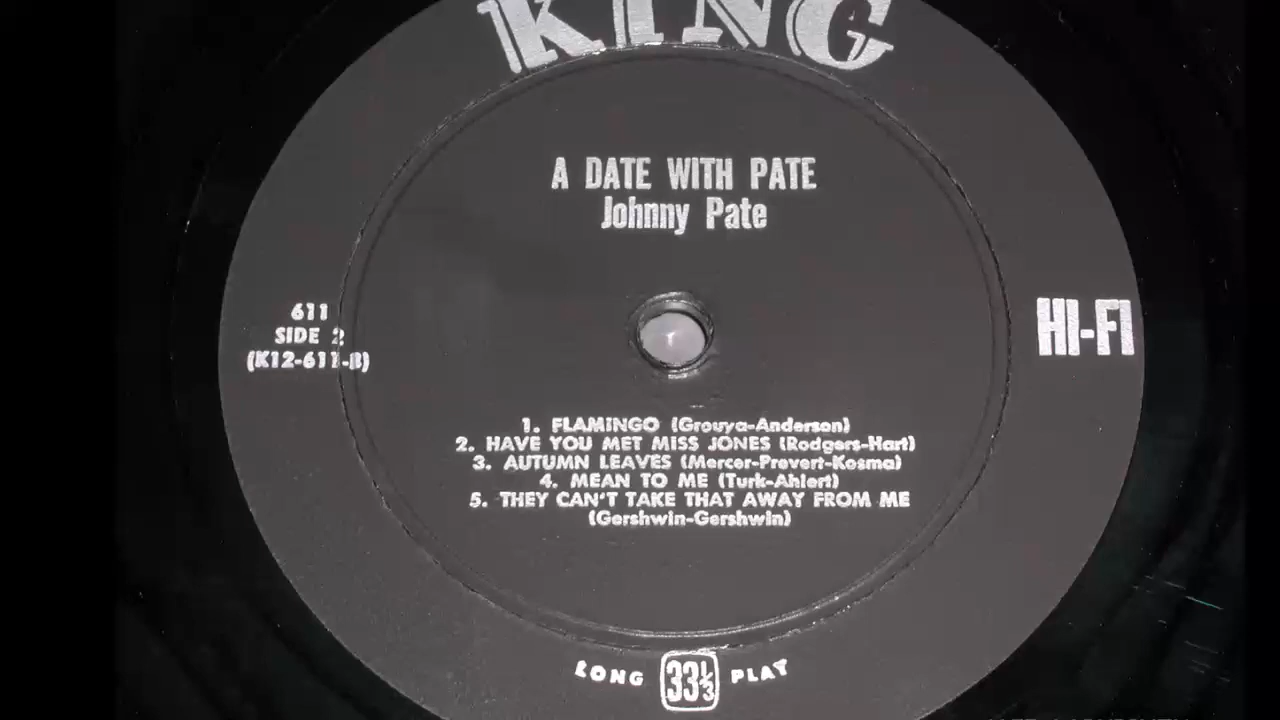 KING
A DATE WITH PATE
Johnny Pate
611
SIDE 2
(K12-611-B)
HI-FI
1. FLAMINGO (Grouya-Anderson)
2. HAVE YOU MET MISS JONES (Rodgers-Hart)
3. AUTUMN LEAVES (Mercer-Prevert-Kosma)
4. MEAN TO ME (Turk-Ahlert)
5. THEY CAN'T TAKE THAT AWAY FROM ME
(Gershwin-Gershwin)
LONG 33⅓ PLAY